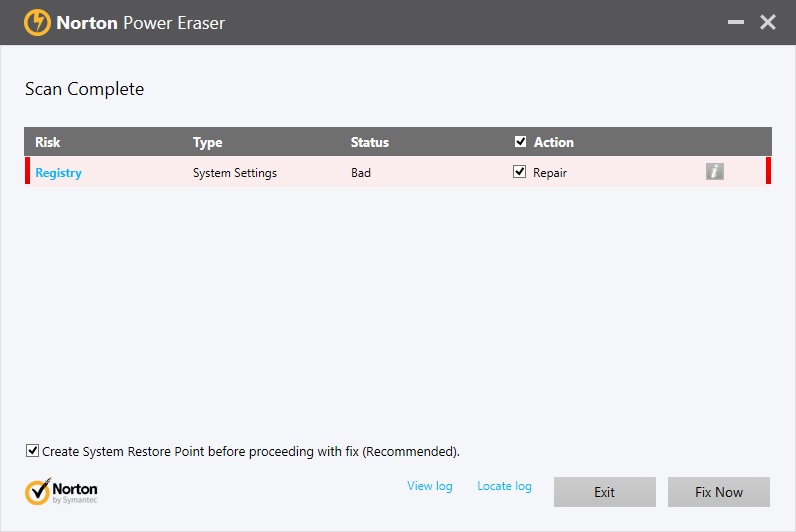 Norton Power Eraser
Scan Complete
Risk Type Status Action
Registry System Settings Bad Repair i
Create System Restore Point before proceeding with fix (Recommended).
Norton
by Symantec
View log Locate log Exit Fix Now